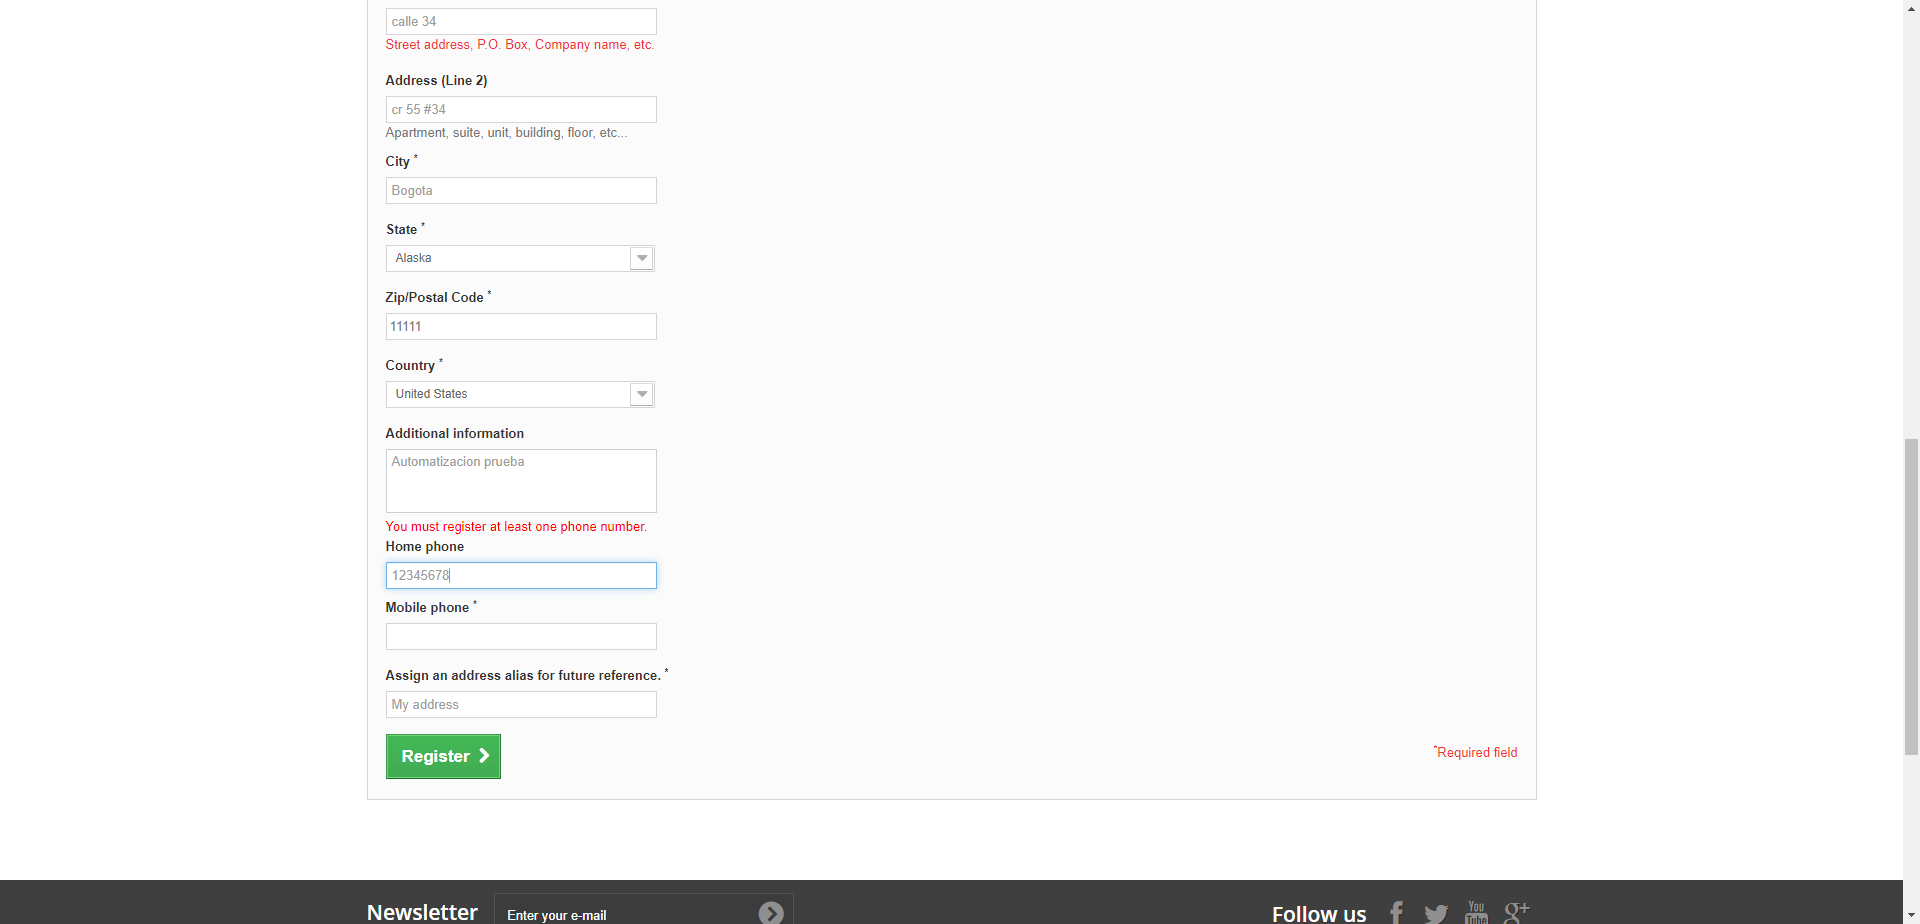 calle 34
Street address, P.O. Box, Company name, etc.
Address (Line 2)
cr 55 #34
Apartment, suite, unit, building, floor, etc...
City *
Bogota
State *
Alaska
Zip/Postal Code *
11111
Country *
United States
Additional information
Automatizacion prueba
You must register at least one phone number.
Home phone
12345678
Mobile phone *
Assign an address alias for future reference. *
My address
Register
*Required field
Newsletter
Enter your e-mail
Follow us
You
Tube
g+